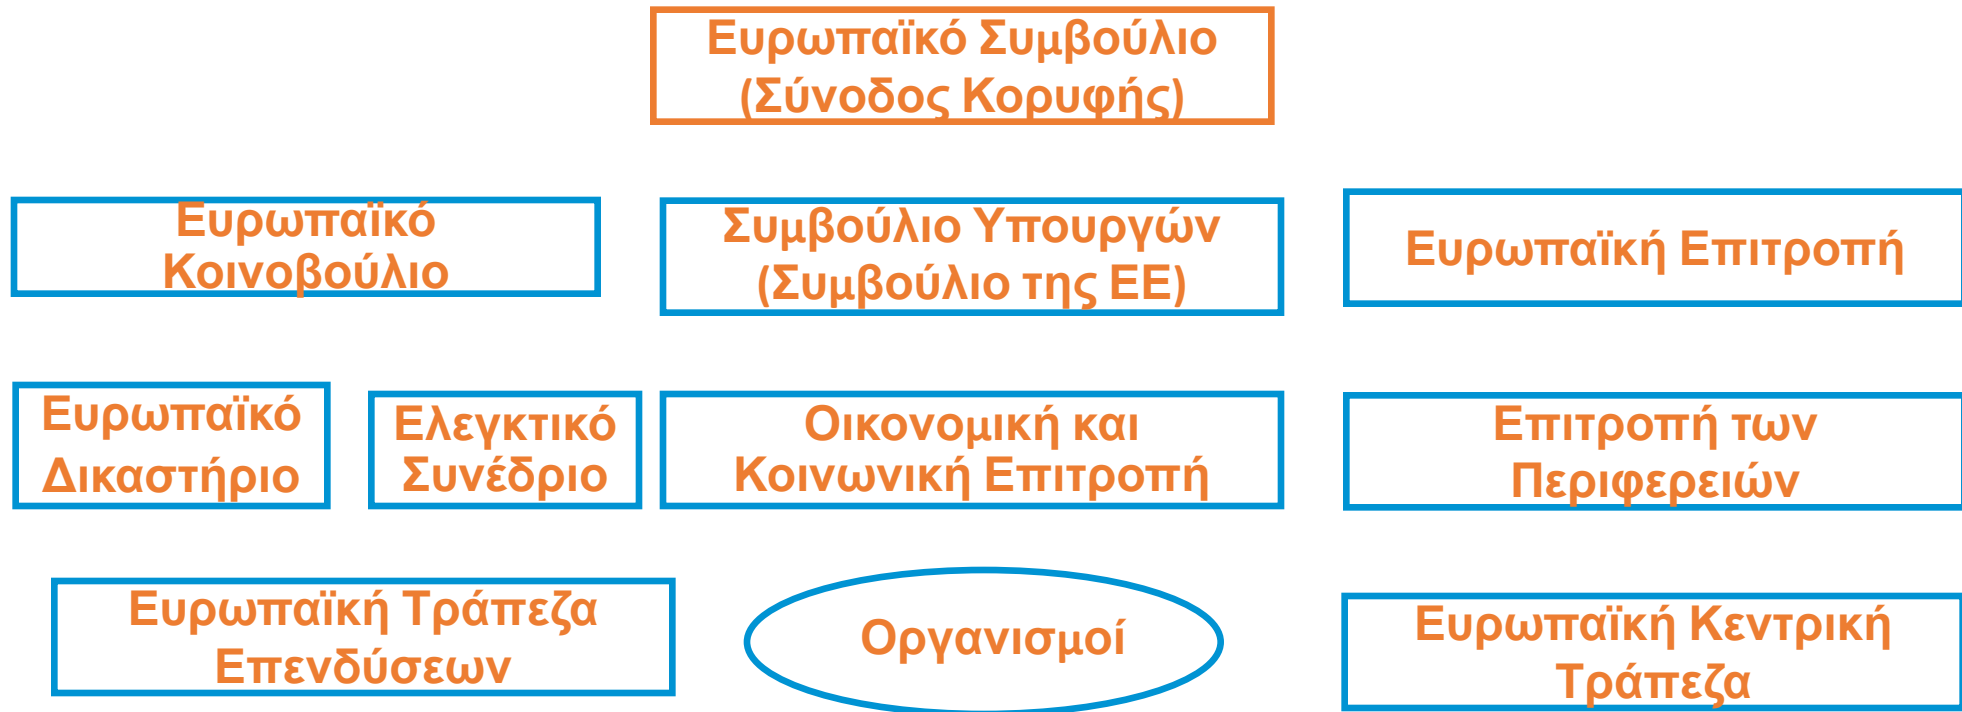 Ευρωπαϊκό Συμβούλιο
(Σύνοδος Κορυφής)
Ευρωπαϊκό
Κοινοβούλιο
Συμβούλιο Υπουργών
(Συμβούλιο της ΕΕ)
Ευρωπαϊκή Επιτροπή
Ευρωπαϊκό
Δικαστήριο
Ελεγκτικό
Συνέδριο
Οικονομική και
Κοινωνική Επιτροπή
Επιτροπή των
Περιφερειών
Ευρωπαϊκή Τράπεζα
Επενδύσεων
Οργανισμοί
Ευρωπαϊκή Κεντρική
Τράπεζα